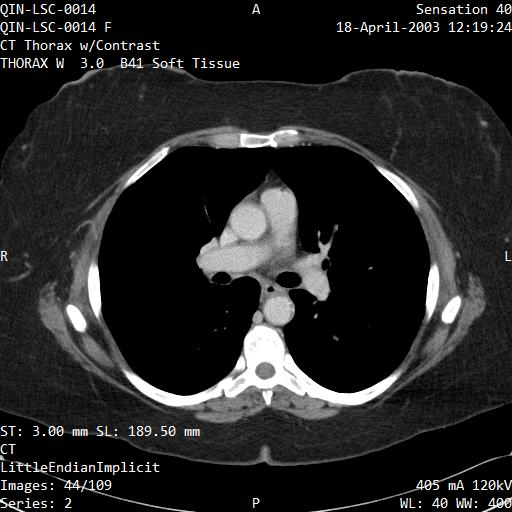 QIN-LSC-0014
A
Sensation 40
QIN-LSC-0014 F
18-April-2003 12:19:24
CT Thorax w/Contrast
THORAX W 3.0 B41 Soft Tissue
R
L
ST: 3.00 mm SL: 189.50 mm
CT
LittleEndianImplicit
Images: 44/109
405 mA 120kV
Series: 2
P
WL: 40 WW: 400